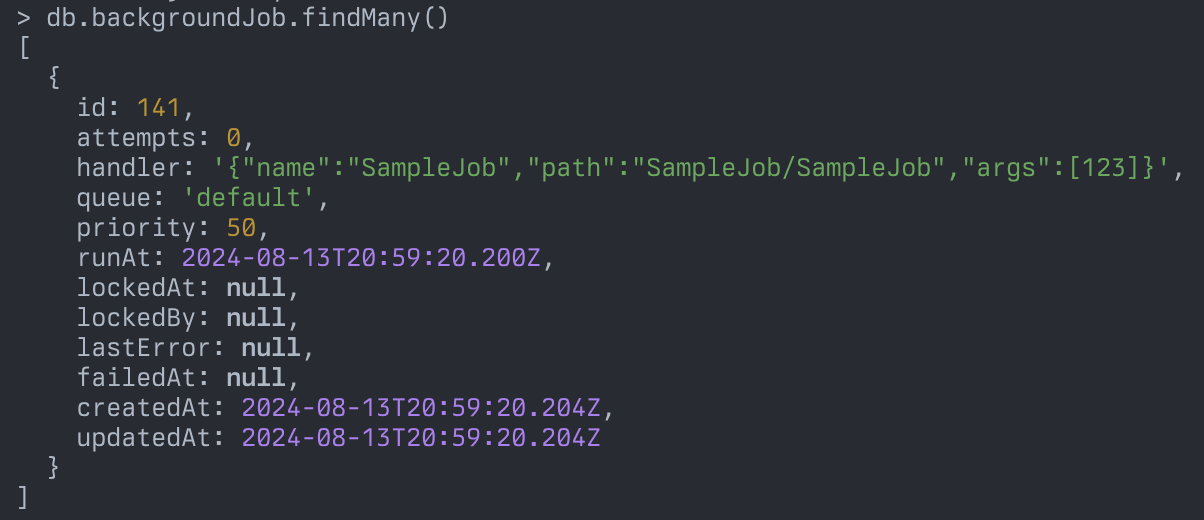 > db.backgroundJob.findMany()
[
  {
    id: 141,
    attempts: 0,
    handler: '{"name":"SampleJob","path":"SampleJob/SampleJob","args":[123]}',
    queue: 'default',
    priority: 50,
    runAt: 2024-08-13T20:59:20.200Z,
    lockedAt: null,
    lockedBy: null,
    lastError: null,
    failedAt: null,
    createdAt: 2024-08-13T20:59:20.204Z,
    updatedAt: 2024-08-13T20:59:20.204Z
  }
]